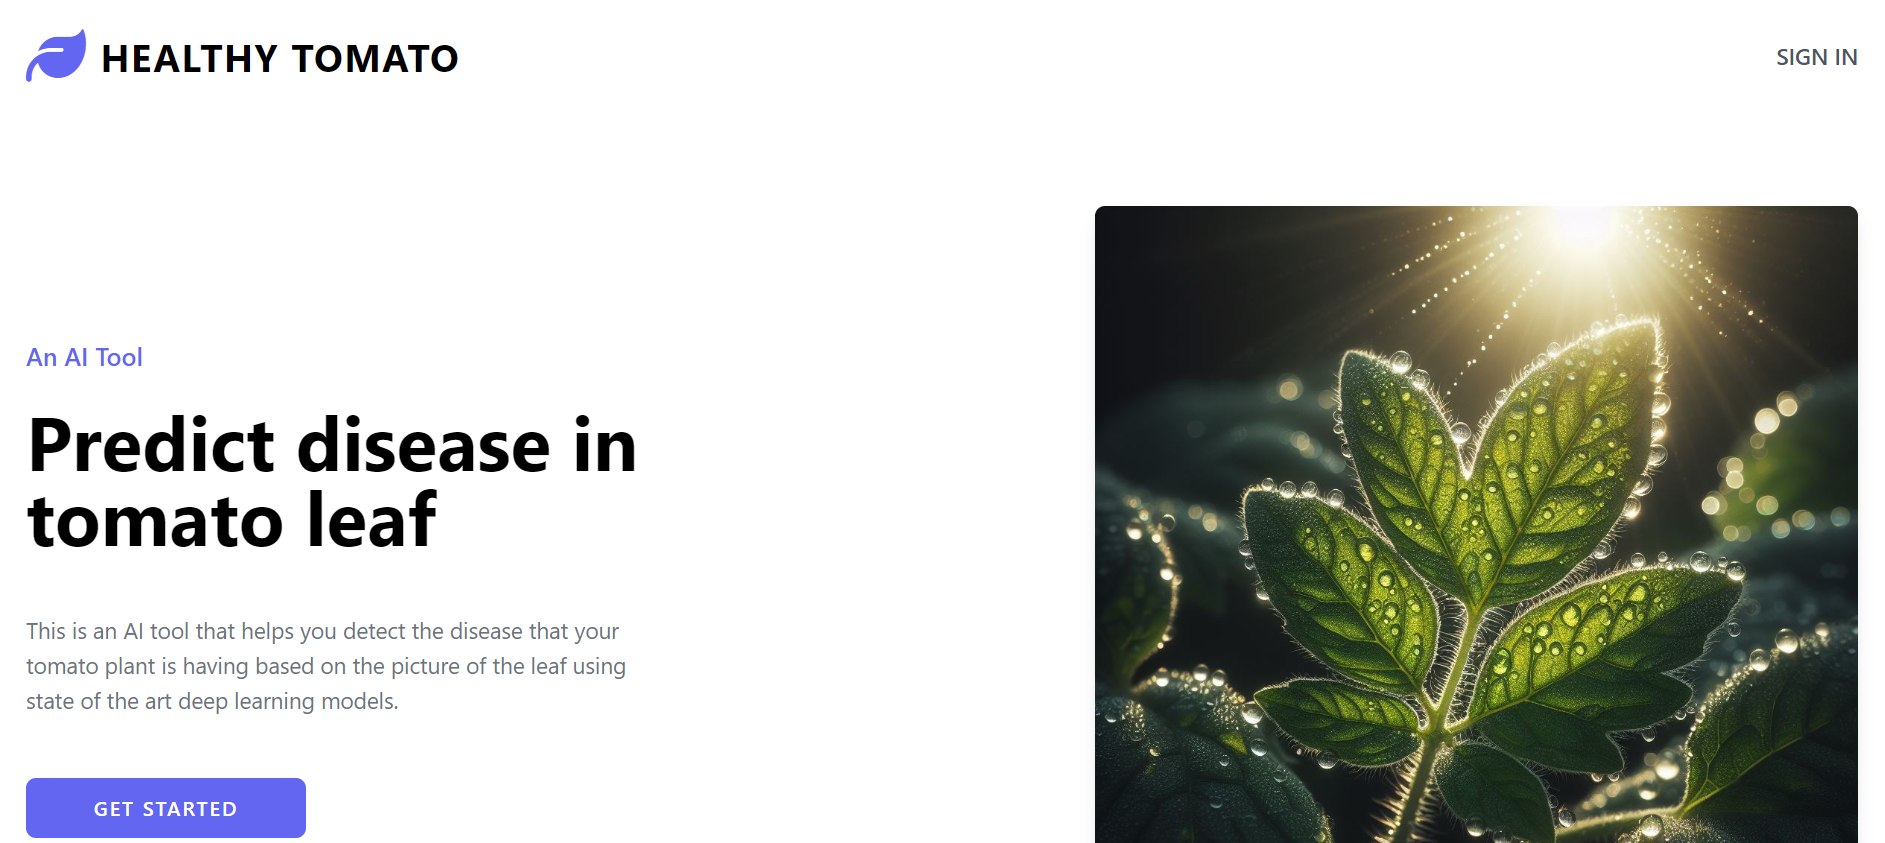 HEALTHY TOMATO
SIGN IN
An AI Tool
Predict disease in
tomato leaf
This is an AI tool that helps you detect the disease that your
tomato plant is having based on the picture of the leaf using
state of the art deep learning models.
GET STARTED